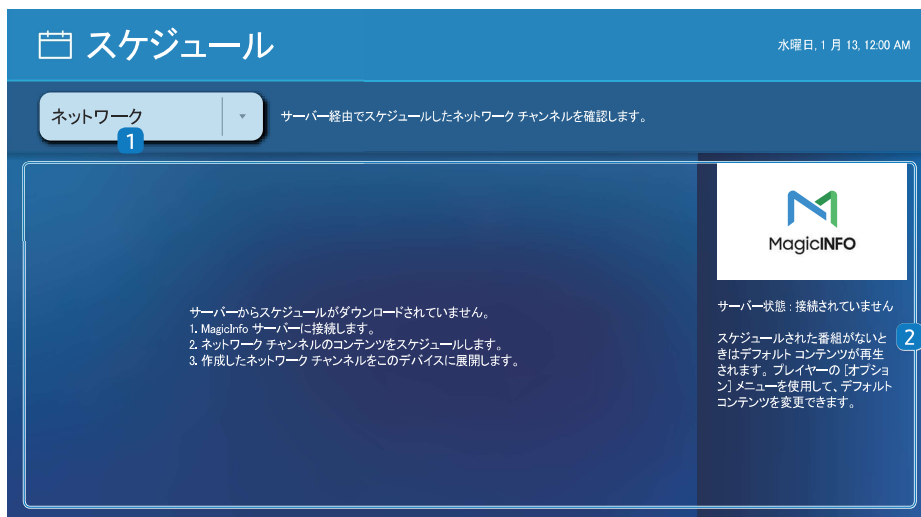 スケジュール
水曜日, 1 月 13, 12:00 AM
ネットワーク
サーバー経由でスケジュールしたネットワーク チャンネルを確認します。
1
MagicINFO
サーバーからスケジュールがダウンロードされていません。
1. MagicInfo サーバーに接続します。
2. ネットワーク チャンネルのコンテンツをスケジュールします。
3. 作成したネットワーク チャンネルをこのデバイスに展開します。
サーバー状態 : 接続されていません
スケジュールされた番組がないと
きはデフォルト コンテンツが再生
されます。プレイヤーの [オプショ
ン] メニューを使用して、デフォルト
コンテンツを変更できます。
2